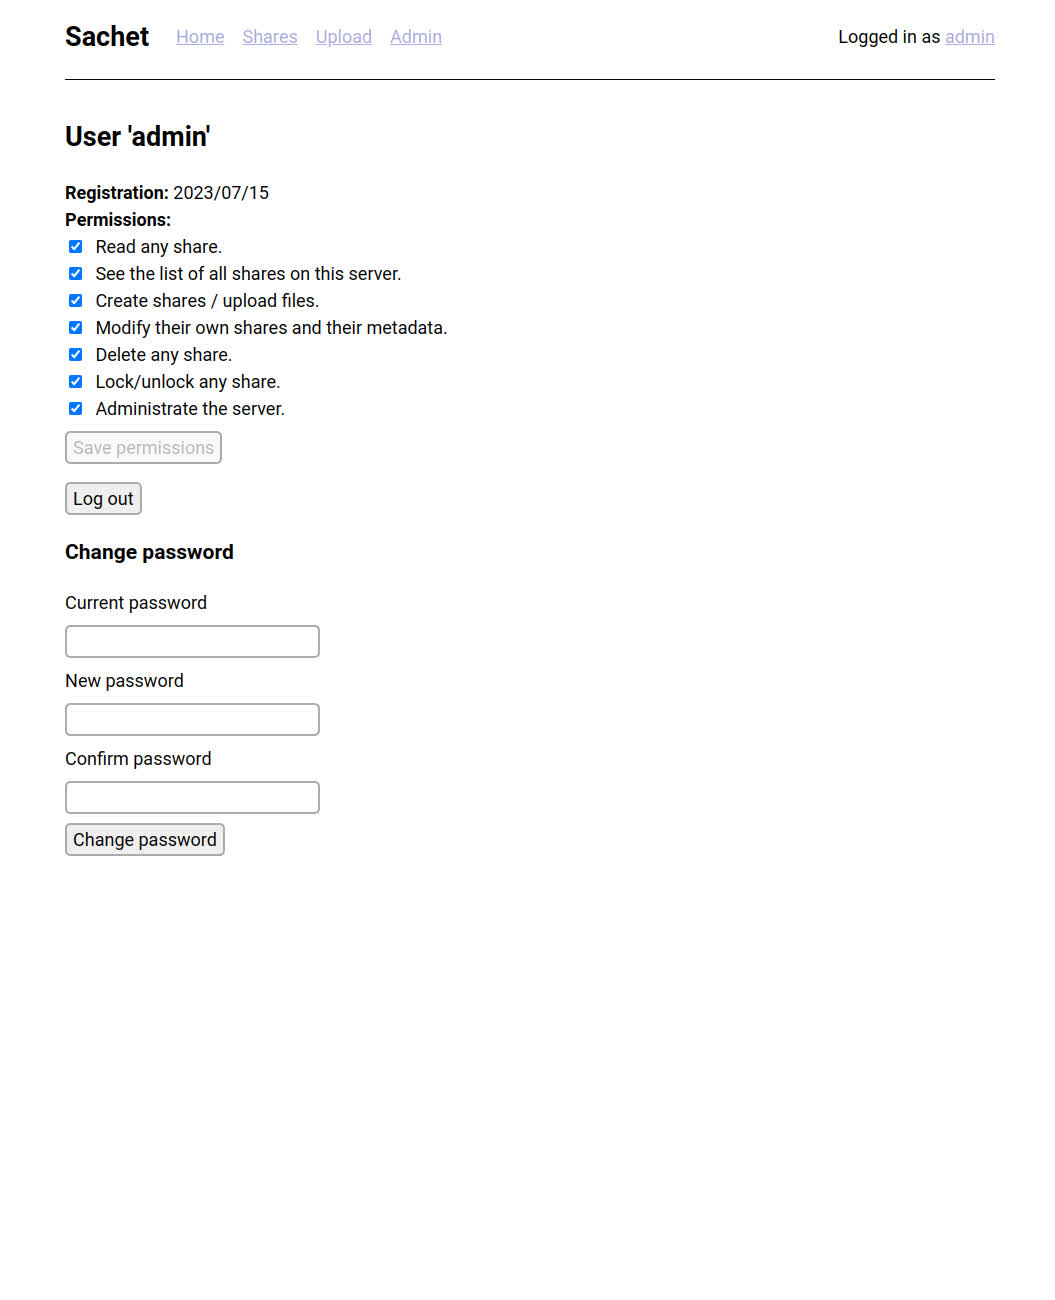 Sachet Home Shares Upload Admin Logged in as admin
User 'admin'
Registration: 2023/07/15
Permissions:
Read any share.
See the list of all shares on this server.
Create shares / upload files.
Modify their own shares and their metadata.
Delete any share.
Lock/unlock any share.
Administrate the server.
Save permissions
Log out
Change password
Current password
New password
Confirm password
Change password